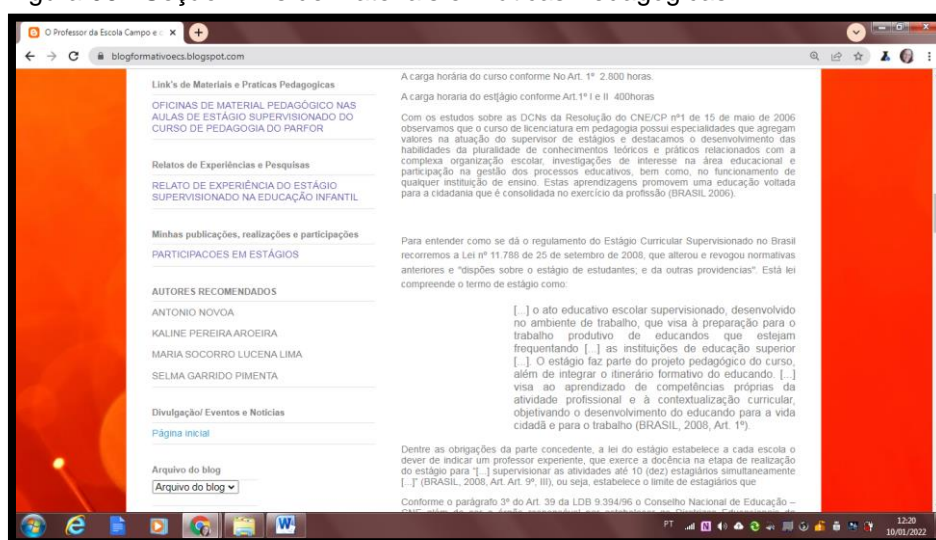 O Professor da Escola Campo e
blogformativoecs.blogspot.com
Link's de Materiais e Praticas Pedagogicas
OFICINAS DE MATERIAL PEDAGÓGICO NAS
AULAS DE ESTÁGIO SUPERVISIONADO DO
CURSO DE PEDAGOGIA DO PARFOR
Relatos de Experiências e Pesquisas
RELATO DE EXPERIÊNCIA DO ESTÁGIO
SUPERVISIONADO NA EDUCAÇÃO INFANTIL
Minhas publicações, realizações e participações
PARTICIPACOES EM ESTÁGIOS
AUTORES RECOMENDADOS
ANTONIO NOVOA
KALINE PEREIRA AROEIRA
MARIA SOCORRO LUCENA LIMA
SELMA GARRIDO PIMENTA
Divulgação/ Eventos e Noticias
Página inicial
Arquivo do blog
Arquivo do blog
A carga horária do curso conforme No Art. 1º 2.800 horas.
A carga horaria do estágio conforme Art.1º I e II 400horas
Com os estudos sobre as DCNs da Resolução do CNE/CP nº1 de 15 de maio de 2006
observamos que o curso de licenciatura em pedagogia possui especialidades que agregam
valores na atuação do supervisor de estágios e destacamos o desenvolvimento das
habilidades da pluralidade de conhecimentos teóricos e práticos relacionados com a
complexa organização escolar, investigações de interesse na área educacional e
participação na gestão dos processos educativos, bem como, no funcionamento de
qualquer instituição de ensino. Estas aprendizagens promovem uma educação voltada
para a cidadania que é consolidada no exercício da profissão (BRASIL 2006).
Para entender como se dá o regulamento do Estágio Curricular Supervisionado no Brasil
recorremos a Lei nº 11.788 de 25 de setembro de 2008, que alterou e revogou normativas
anteriores e "dispões sobre o estágio de estudantes; e da outras providencias". Está lei
compreende o termo de estágio como:
[...] o ato educativo escolar supervisionado, desenvolvido
no ambiente de trabalho, que visa à preparação para o
trabalho produtivo de educandos que estejam
frequentando [...] as instituições de educação superior
[...]. O estágio faz parte do projeto pedagógico do curso,
além de integrar o itinerário formativo do educando. [...]
visa ao aprendizado de competências próprias da
atividade profissional e à contextualização curricular,
objetivando o desenvolvimento do educando para a vida
cidadã e para o trabalho (BRASIL, 2008, Art. 1º).
Dentre as obrigações da parte concedente, a lei do estágio estabelece a cada escola o
dever de indicar um professor experiente, que exerce a docência na etapa de realização
do estágio para "[...] supervisionar as atividades até 10 (dez) estagiários simultaneamente
[...]" (BRASIL, 2008, Art. Art. 9º, III), ou seja, estabelece o limite de estagiários que
Conforme o parágrafo 3º do Art. 39 da LDB 9.394/96 o Conselho Nacional de Educação –
PT
12:20
10/01/2022